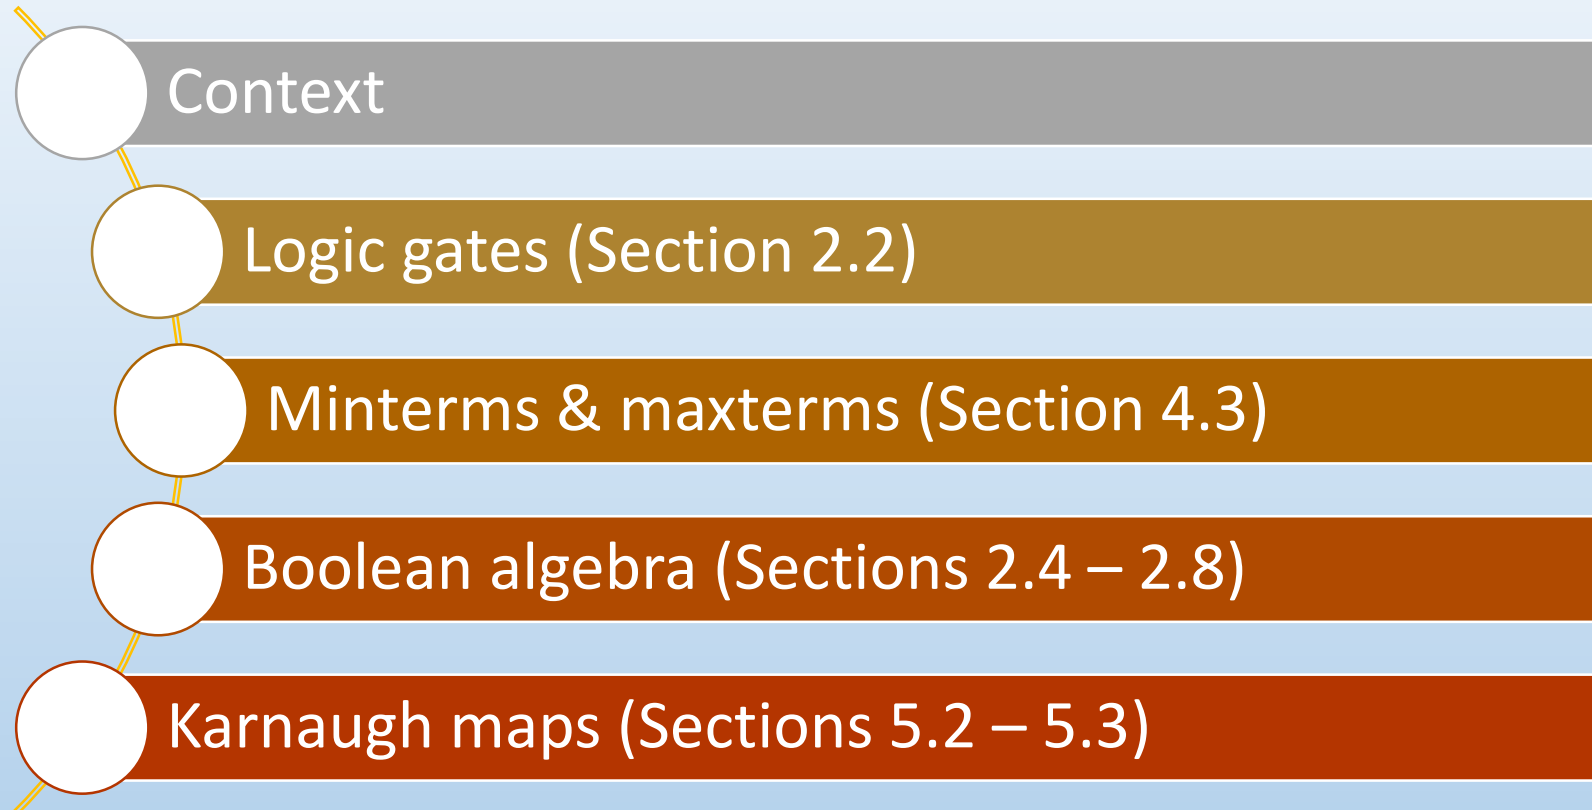 Context
Logic gates (Section 2.2)
Minterms & maxterms (Section 4.3)
Boolean algebra (Sections 2.4 – 2.8)
Karnaugh maps (Sections 5.2 – 5.3)